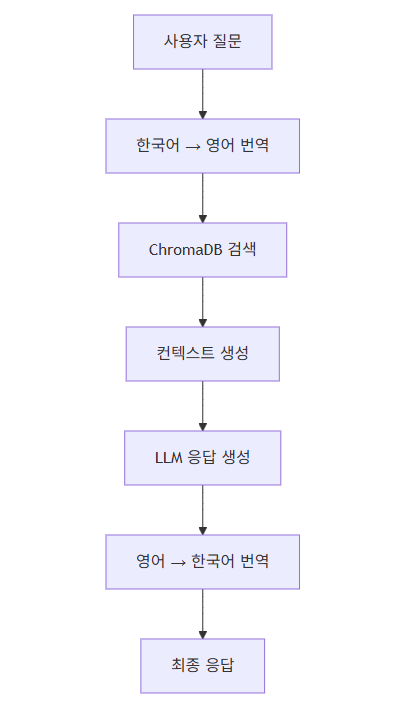 사용자 질문
한국어 → 영어 번역
ChromaDB 검색
컨텍스트 생성
LLM 응답 생성
영어 → 한국어 번역
최종 응답